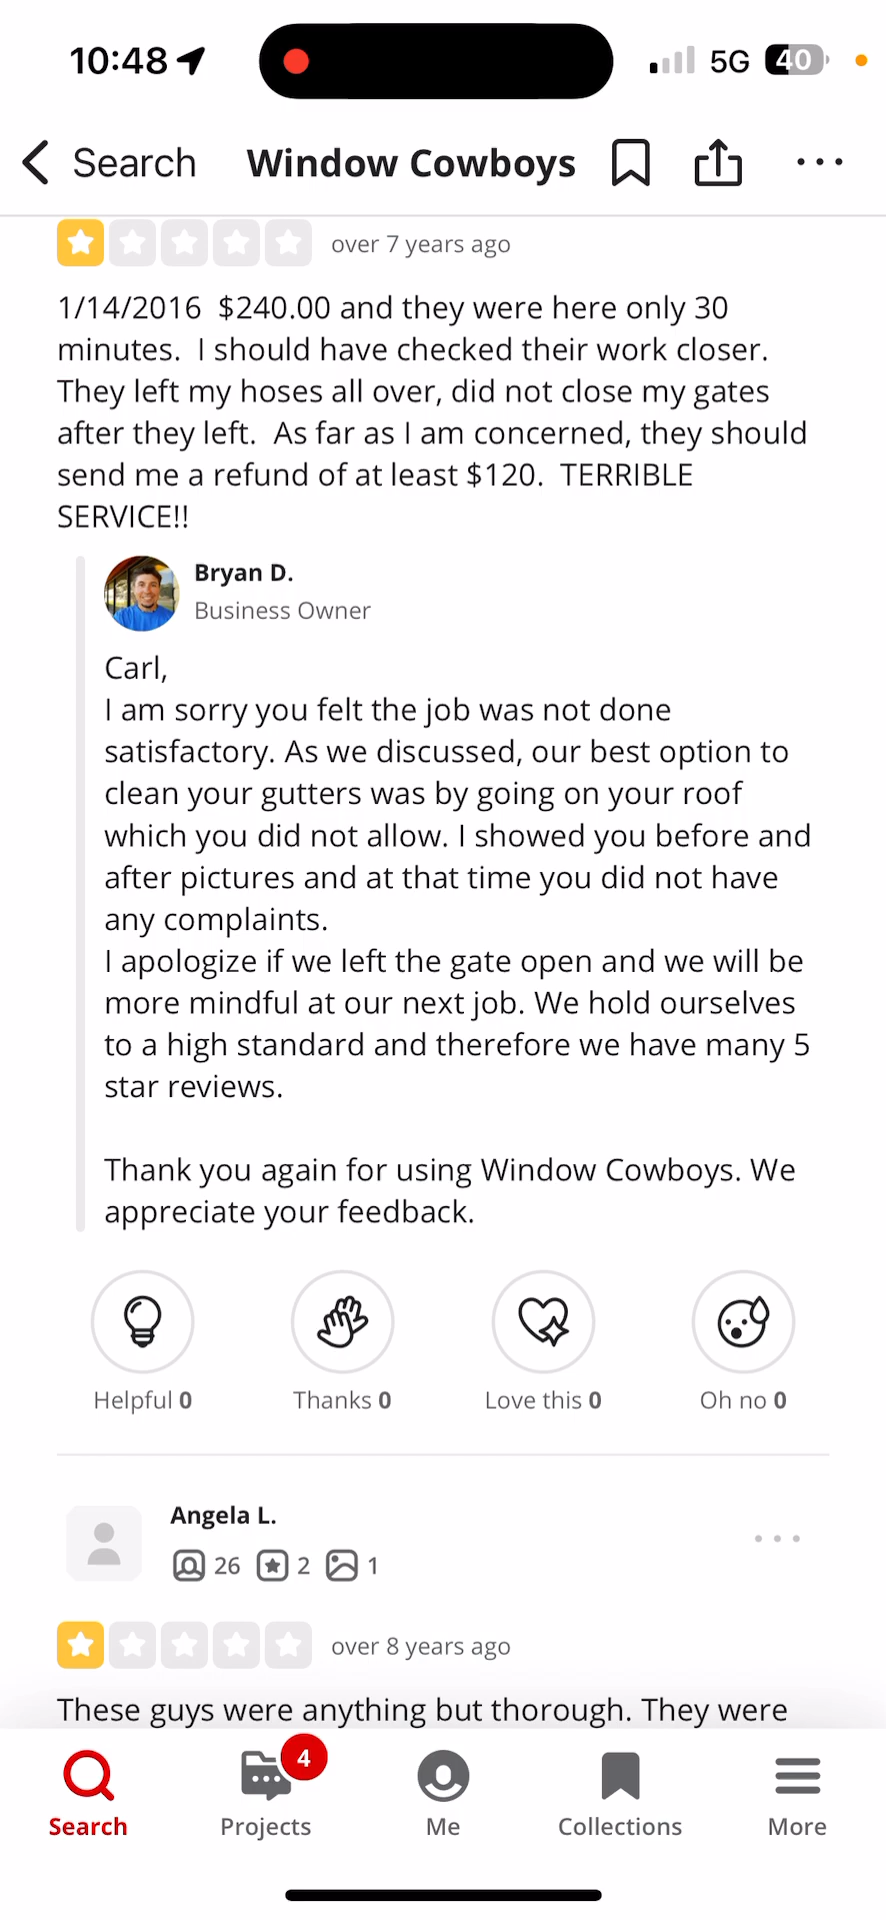 10:48
5G
40
Search
Window Cowboys
over 7 years ago
1/14/2016  $240.00 and they were here only 30
minutes.  I should have checked their work closer.
They left my hoses all over, did not close my gates
after they left.  As far as I am concerned, they should
send me a refund of at least $120.  TERRIBLE
SERVICE!!
Bryan D.
Business Owner
Carl,
I am sorry you felt the job was not done
satisfactory. As we discussed, our best option to
clean your gutters was by going on your roof
which you did not allow. I showed you before and
after pictures and at that time you did not have
any complaints.
I apologize if we left the gate open and we will be
more mindful at our next job. We hold ourselves
to a high standard and therefore we have many 5
star reviews.
Thank you again for using Window Cowboys. We
appreciate your feedback.
Helpful 0
Thanks 0
Love this 0
Oh no 0
Angela L.
26
2
1
over 8 years ago
These guys were anything but thorough. They were
4
Search
Projects
Me
Collections
More